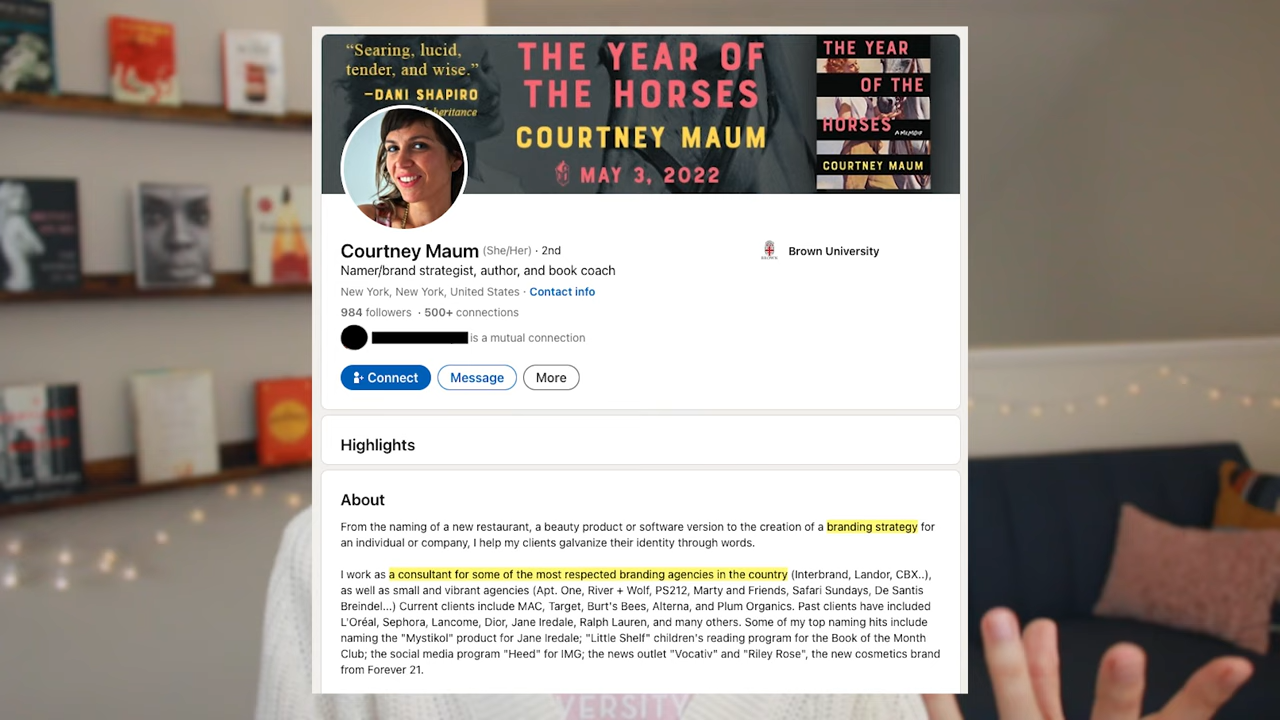 “Searing, lucid,
tender, and wise.”
—DANI SHAPIRO
THE YEAR OF
THE HORSES
COURTNEY MAUM
MAY 3, 2022
THE YEAR
OF THE
HORSES
A MEMOIR
COURTNEY MAUM
Courtney Maum (She/Her) · 2nd
Namer/brand strategist, author, and book coach
New York, New York, United States · Contact info
984 followers · 500+ connections
is a mutual connection
Connect Message More
BROWN
Brown University
Highlights
About
From the naming of a new restaurant, a beauty product or software version to the creation of a branding strategy for
an individual or company, I help my clients galvanize their identity through words.
I work as a consultant for some of the most respected branding agencies in the country (Interbrand, Landor, CBX..),
as well as small and vibrant agencies (Apt. One, River + Wolf, PS212, Marty and Friends, Safari Sundays, De Santis
Breindel...) Current clients include MAC, Target, Burt's Bees, Alterna, and Plum Organics. Past clients have included
L'Oréal, Sephora, Lancome, Dior, Jane Iredale, Ralph Lauren, and many others. Some of my top naming hits include
naming the "Mystikol" product for Jane Iredale; "Little Shelf" children's reading program for the Book of the Month
Club; the social media program "Heed" for IMG; the news outlet "Vocativ" and "Riley Rose", the new cosmetics brand
from Forever 21.
VERSITY